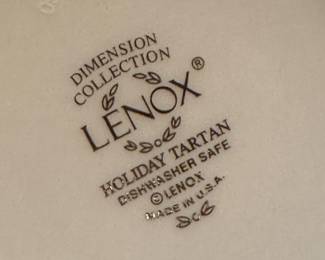 DIMENSION
COLLECTION
LENOX®
HOLIDAY TARTAN
DISHWASHER SAFE
© LENOX
MADE IN U.S.A.